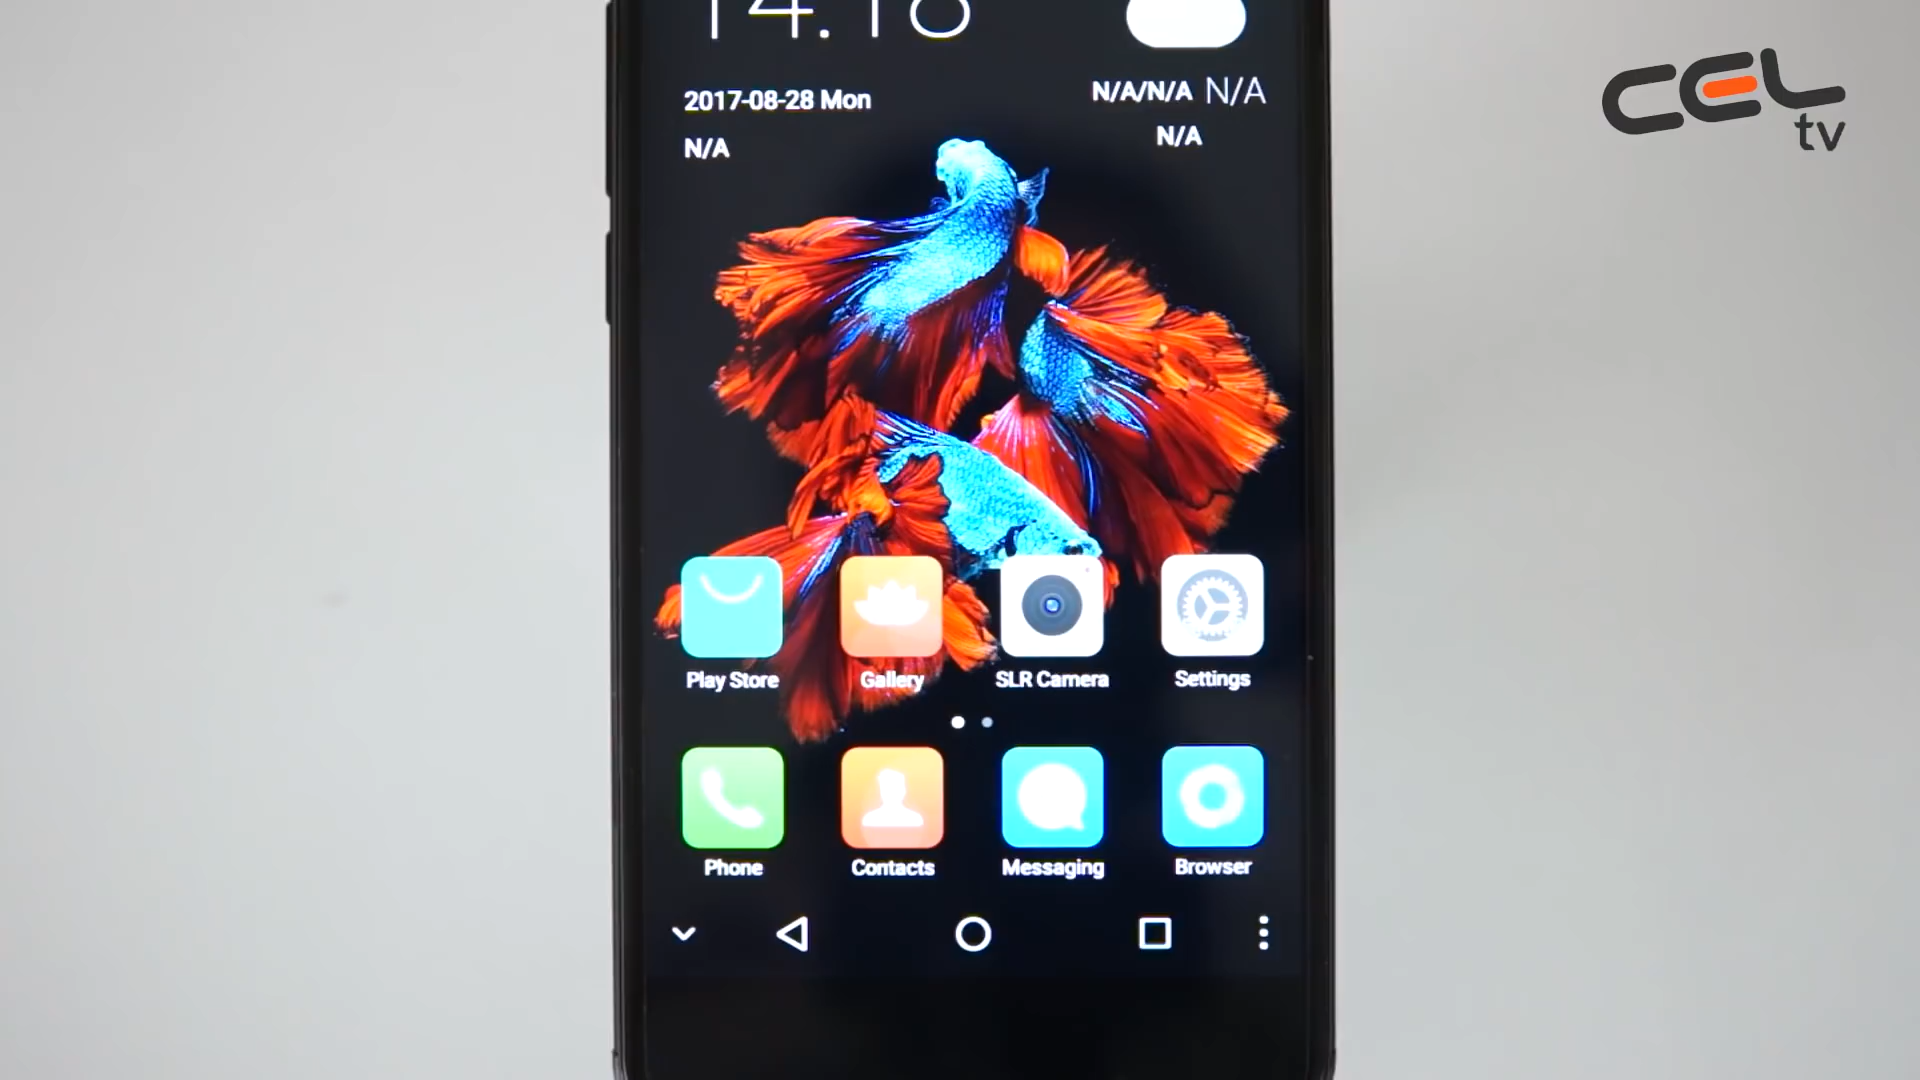 CEL
tv
2017-08-28 Mon
N/A/N/A N/A
N/A
N/A
Play Store
Gallery
SLR Camera
Settings
Phone
Contacts
Messaging
Browser